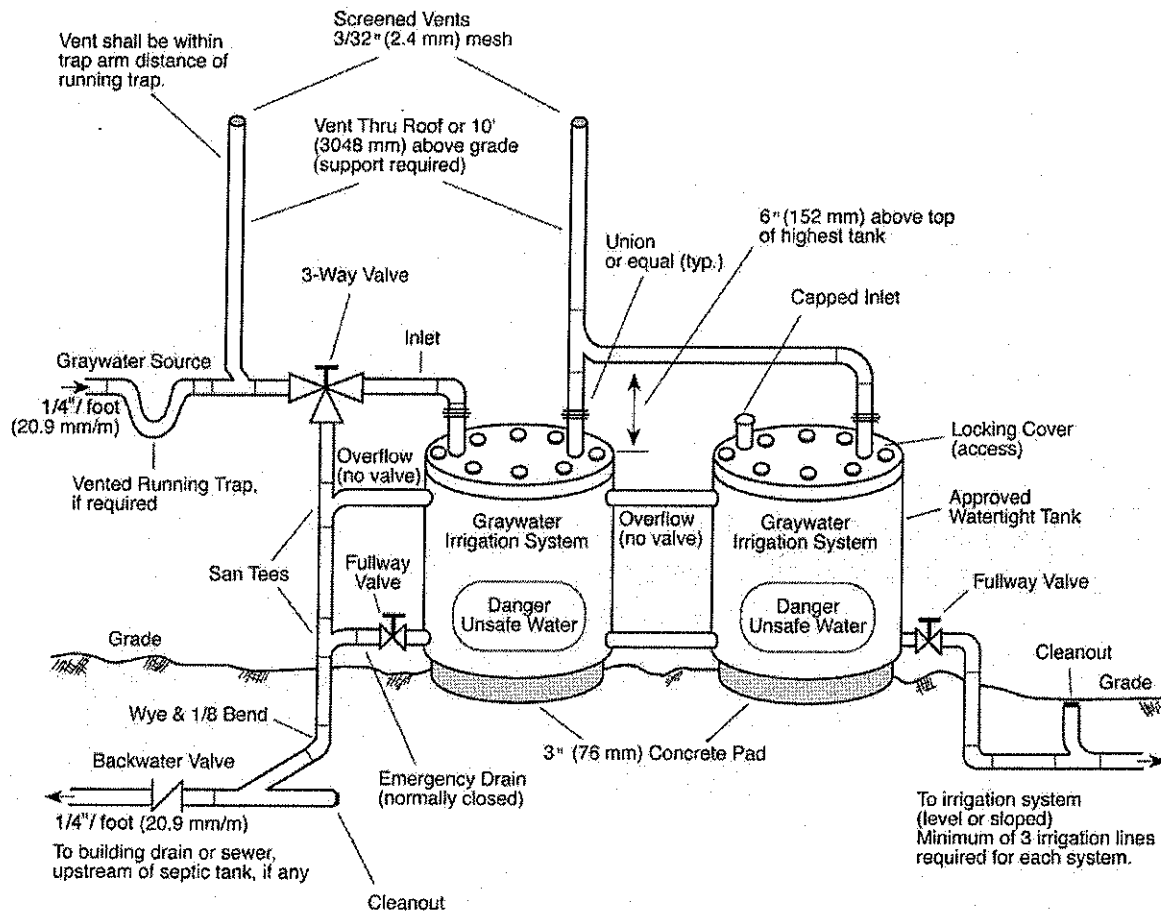 Screened Vents
3/32" (2.4 mm) mesh
Vent shall be within
trap arm distance of
running trap.
Vent Thru Roof or 10'
(3048 mm) above grade
(support required)
6" (152 mm) above top
of highest tank
Union
or equal (typ.)
3-Way Valve
Capped Inlet
Inlet
Graywater Source
1/4"/ foot
(20.9 mm/m)
Locking Cover
(access)
Overflow
(no valve)
Vented Running Trap,
if required
Approved
Watertight Tank
Graywater
Irrigation System
Overflow
(no valve)
Graywater
Irrigation System
San Tees
Fullway
Valve
Fullway Valve
Danger
Unsafe Water
Danger
Unsafe Water
Grade
Cleanout
Grade
Wye & 1/8 Bend
3" (76 mm) Concrete Pad
Backwater Valve
Emergency Drain
(normally closed)
1/4"/ foot (20.9 mm/m)
To building drain or sewer,
upstream of septic tank, if any
To irrigation system
(level or sloped)
Minimum of 3 irrigation lines
required for each system.
Cleanout